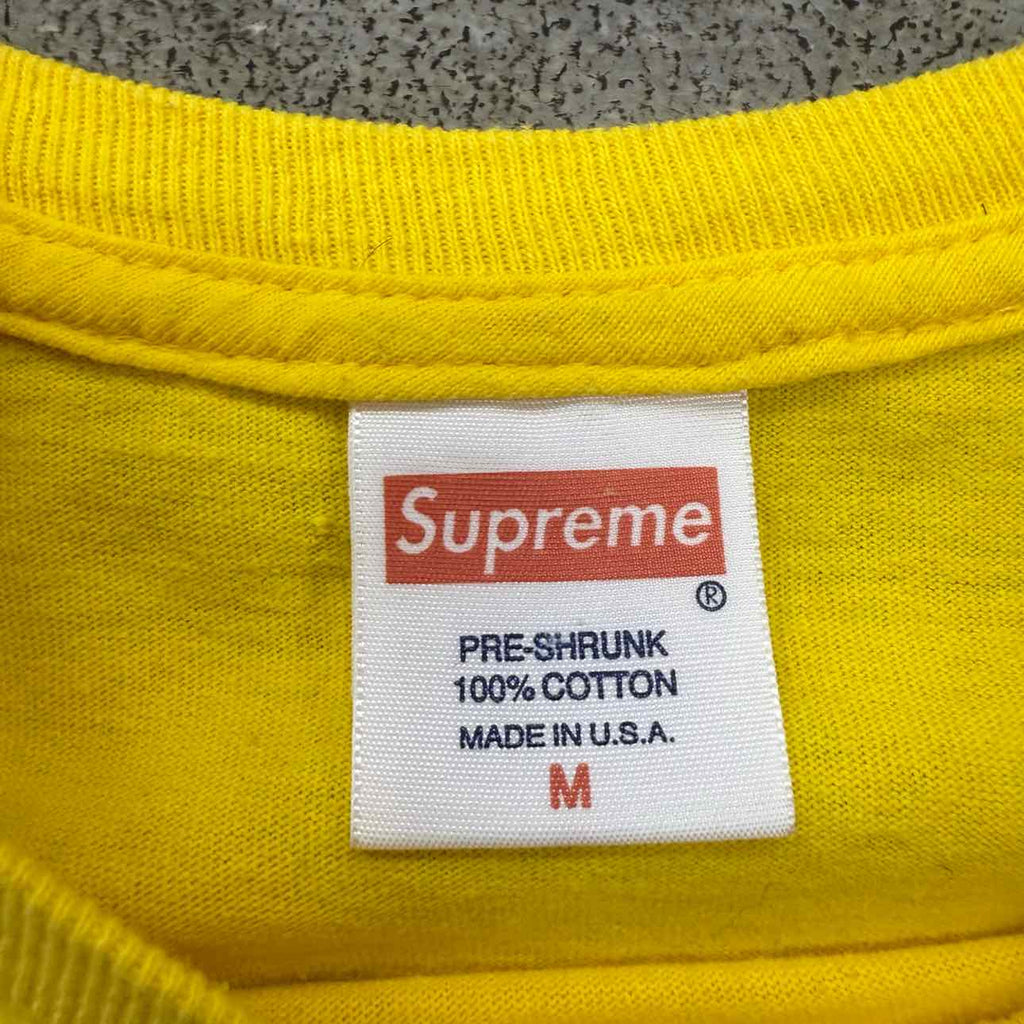 Supreme
®
PRE-SHRUNK
100% COTTON
MADE IN U.S.A.
M